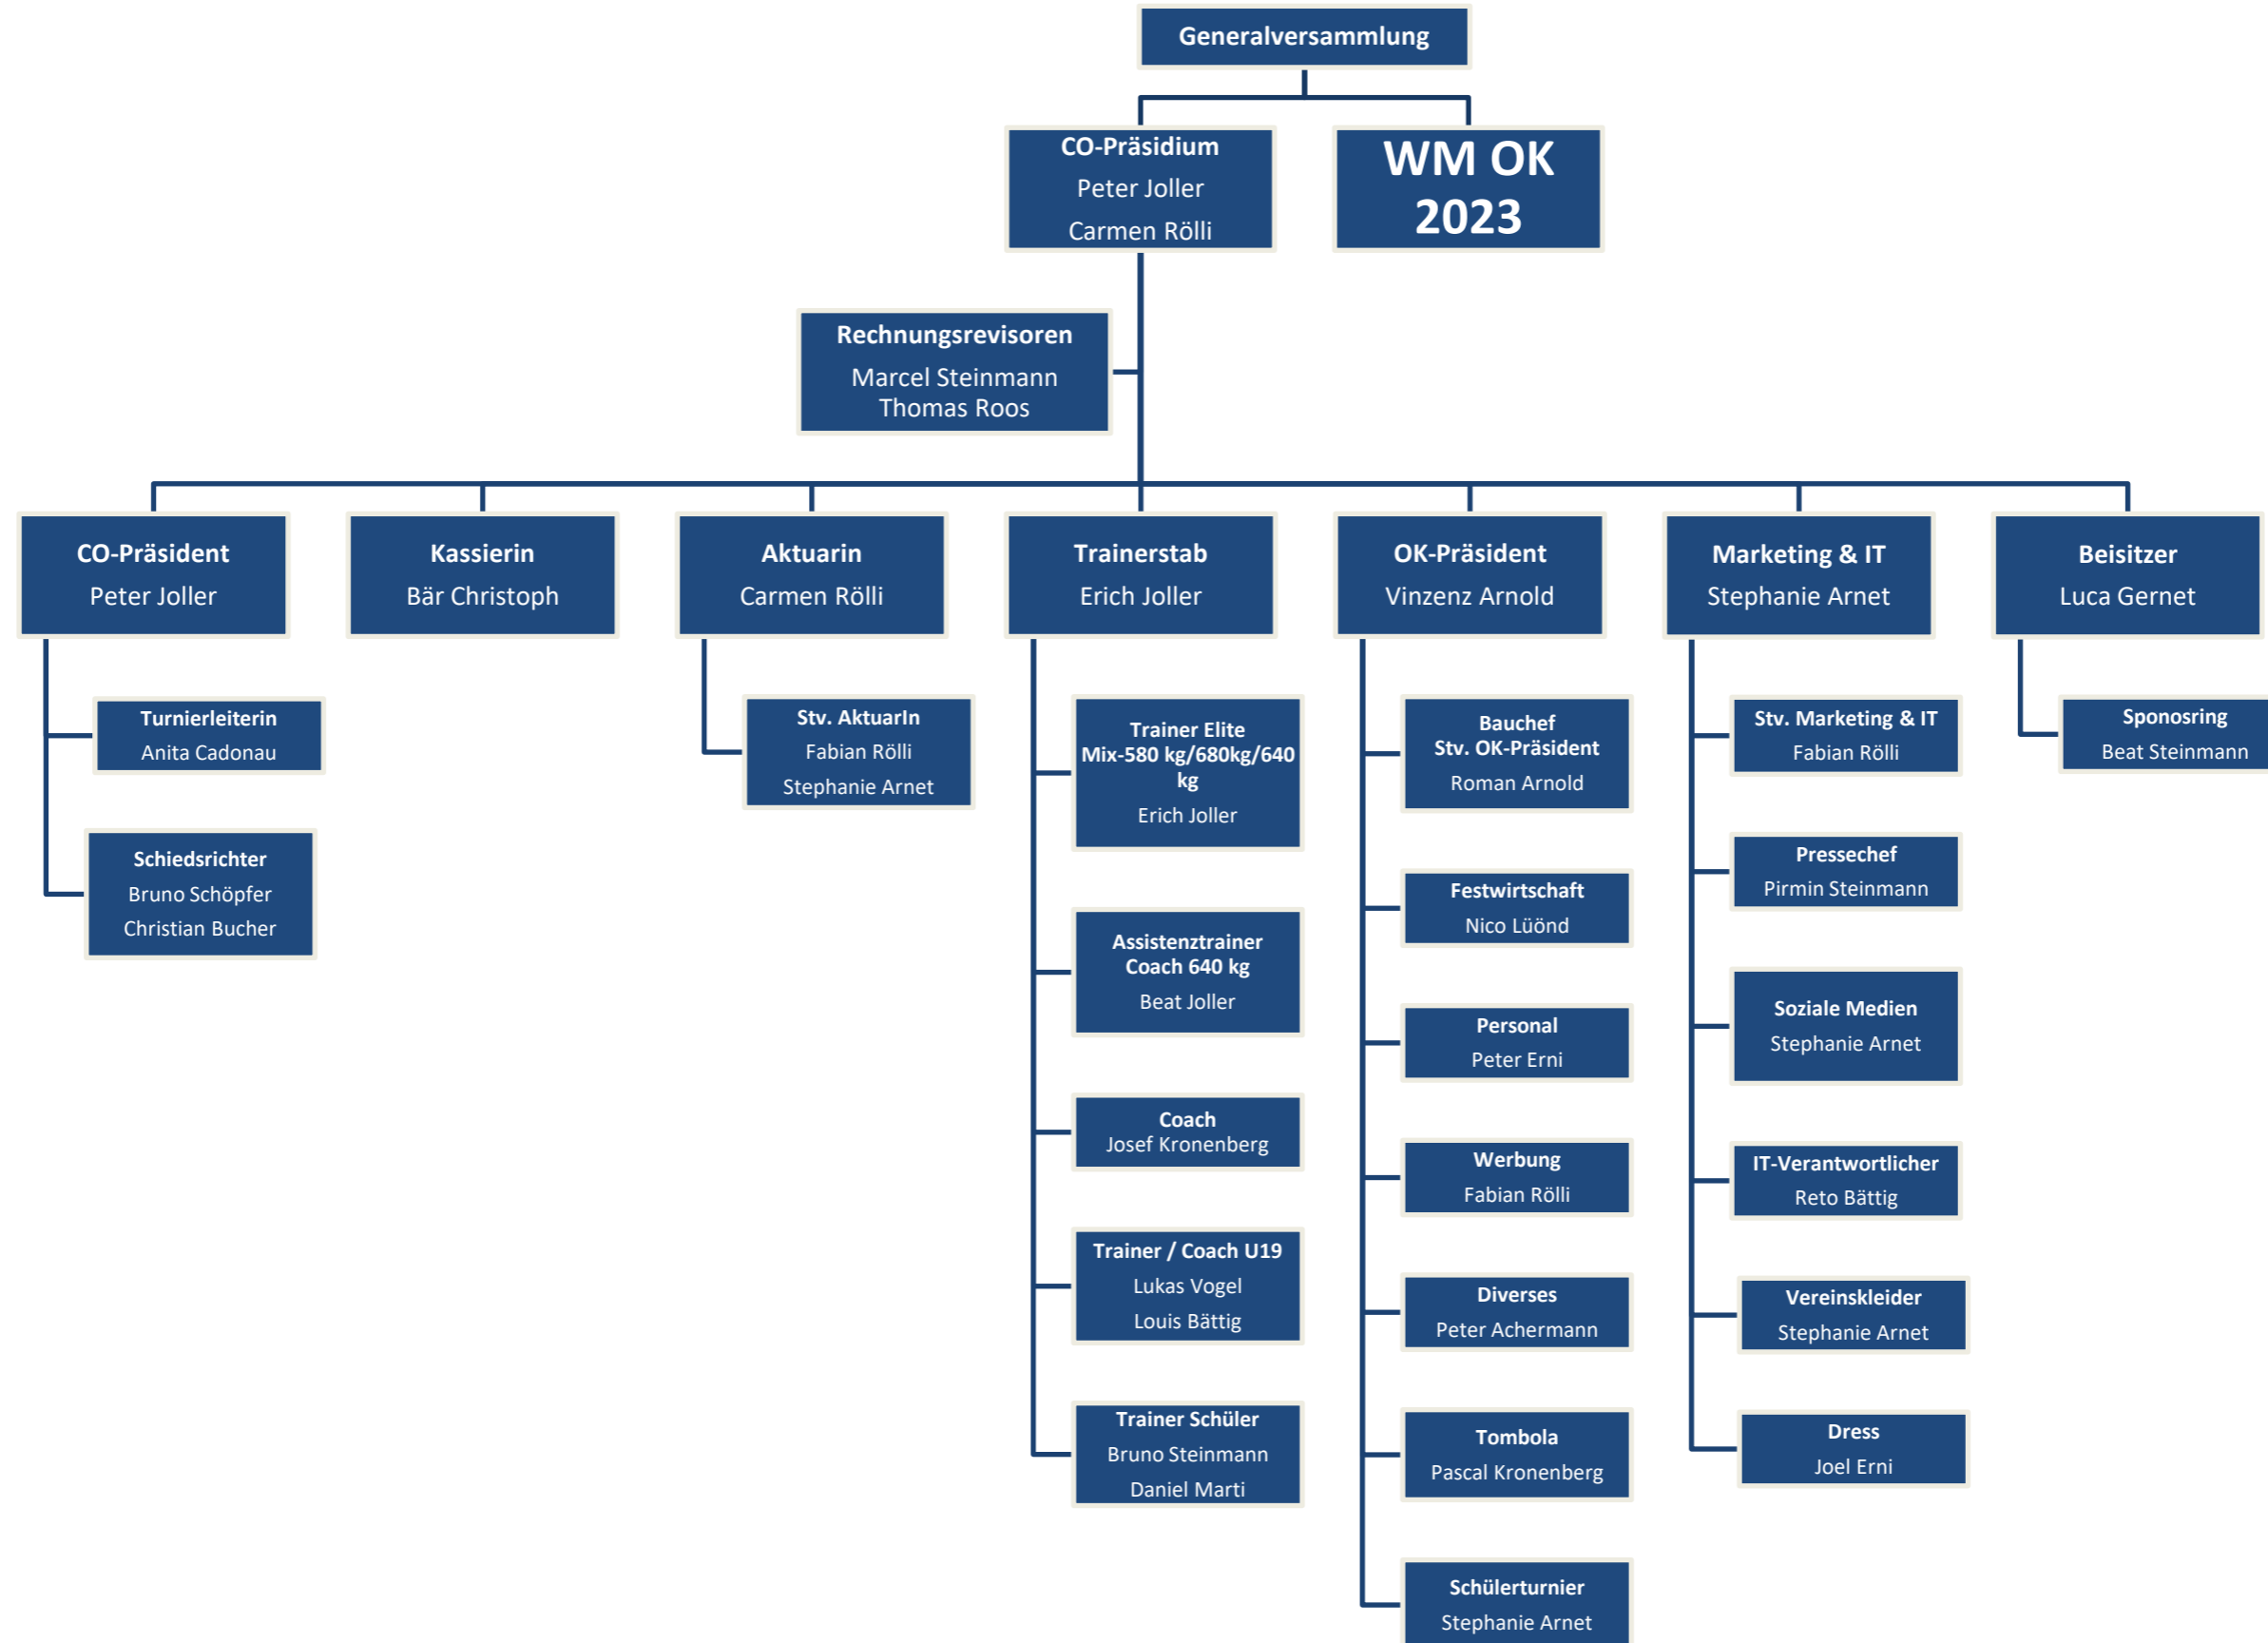 Generalversammlung
CO-Präsidium
Peter Joller
Carmen Rölli
WM OK
2023
Rechnungsrevisoren
Marcel Steinmann
Thomas Roos
CO-Präsident
Peter Joller
Kassierin
Bär Christoph
Aktuarin
Carmen Rölli
Trainerstab
Erich Joller
OK-Präsident
Vinzenz Arnold
Marketing & IT
Stephanie Arnet
Beisitzer
Luca Gernet
Turnierleiterin
Anita Cadonau
Schiedsrichter
Bruno Schöpfer
Christian Bucher
Stv. AktuarIn
Fabian Rölli
Stephanie Arnet
Trainer Elite
Mix-580 kg/680kg/640
kg
Erich Joller
Assistenztrainer
Coach 640 kg
Beat Joller
Coach
Josef Kronenberg
Trainer / Coach U19
Lukas Vogel
Louis Bättig
Trainer Schüler
Bruno Steinmann
Daniel Marti
Bauchef
Stv. OK-Präsident
Roman Arnold
Festwirtschaft
Nico Lüönd
Personal
Peter Erni
Werbung
Fabian Rölli
Diverses
Peter Achermann
Tombola
Pascal Kronenberg
Schülerturnier
Stephanie Arnet
Stv. Marketing & IT
Fabian Rölli
Pressechef
Pirmin Steinmann
Soziale Medien
Stephanie Arnet
IT-Verantwortlicher
Reto Bättig
Vereinskleider
Stephanie Arnet
Dress
Joel Erni
Sponosring
Beat Steinmann